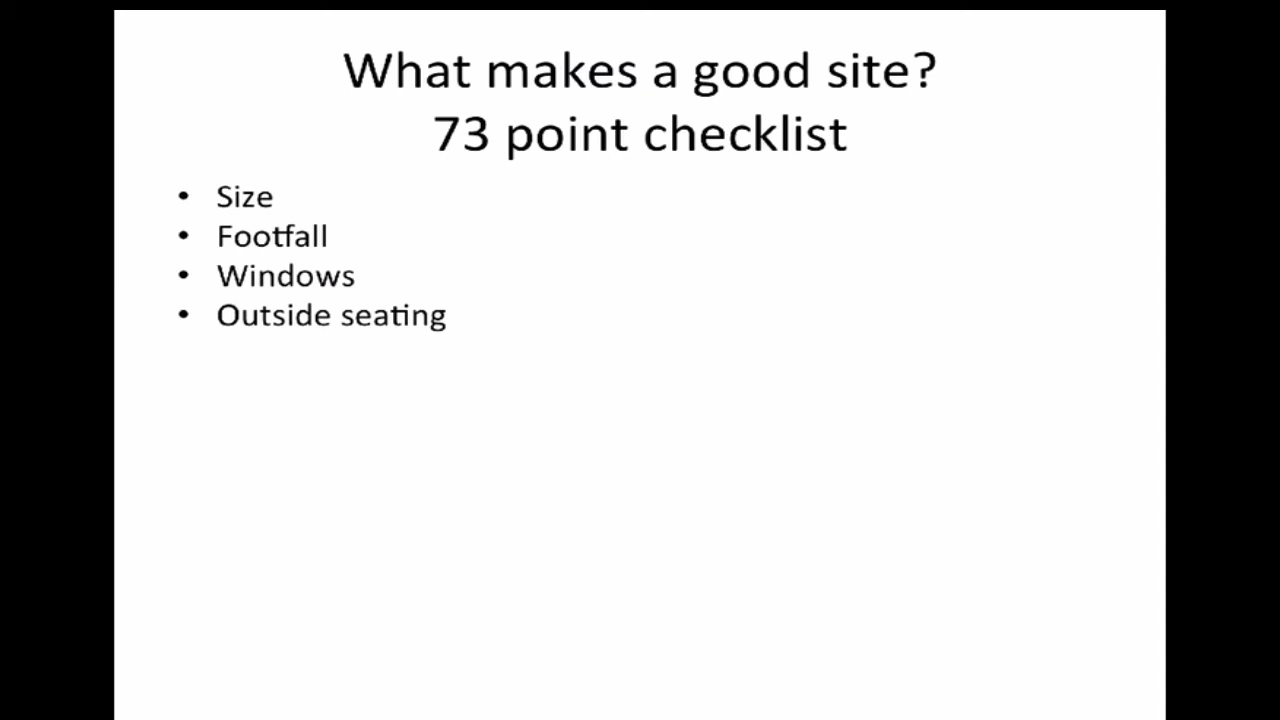 What makes a good site?
73 point checklist
• Size
• Footfall
• Windows
• Outside seating